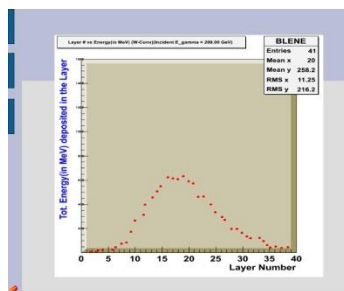 Layer # vs Energy(in MeV) (W-Conv)(Incident E_gamma = 200.00 GeV)
BLENE
Entries 41
Mean x 20
Mean y 258.2
RMS x 11.25
RMS y 216.2
Tot. Energy(in MeV) deposited in the Layer
0 5 10 15 20 25 30 35 40
Layer Number